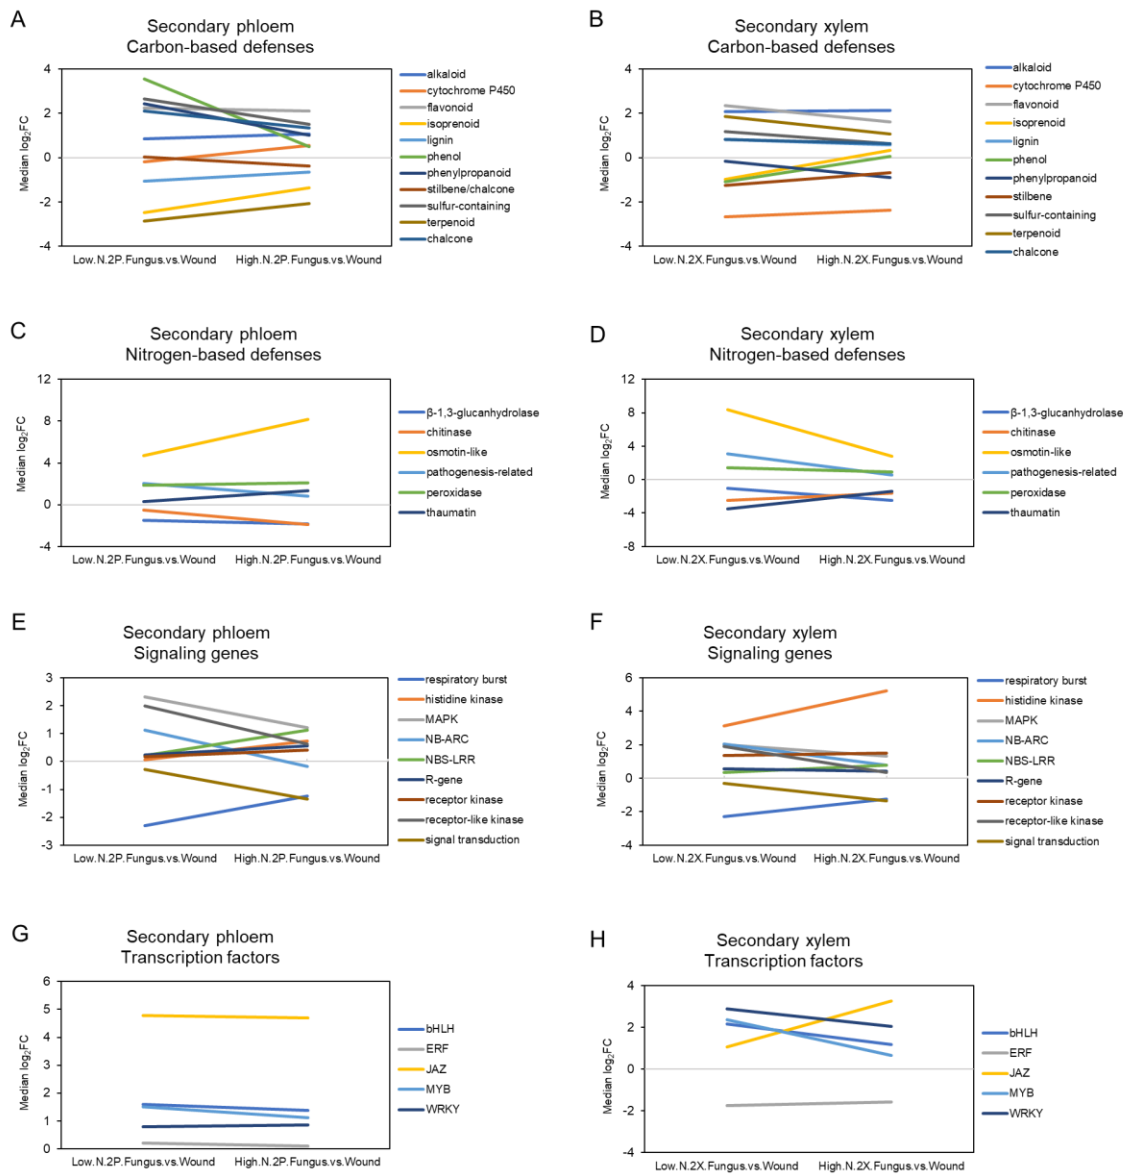 A
Secondary phloem
Carbon-based defenses
4
2
0
-2
-4
Median log₂FC
Low.N.2P.Fungus.vs.Wound
High.N.2P.Fungus.vs.Wound
alkaloid
cytochrome P450
flavonoid
isoprenoid
lignin
phenol
phenylpropanoid
stilbene/chalcone
sulfur-containing
terpenoid
chalcone
B
Secondary xylem
Carbon-based defenses
4
2
0
-2
-4
Median log₂FC
Low.N.2X.Fungus.vs.Wound
High.N.2X.Fungus.vs.Wound
alkaloid
cytochrome P450
flavonoid
isoprenoid
lignin
phenol
phenylpropanoid
stilbene
sulfur-containing
terpenoid
chalcone
C
Secondary phloem
Nitrogen-based defenses
12
8
4
0
-4
Median log₂FC
Low.N.2P.Fungus.vs.Wound
High.N.2P.Fungus.vs.Wound
β-1,3-glucanhydrolase
chitinase
osmotin-like
pathogenesis-related
peroxidase
thaumatin
D
Secondary xylem
Nitrogen-based defenses
12
8
4
0
-4
-8
Median log₂FC
Low.N.2X.Fungus.vs.Wound
High.N.2X.Fungus.vs.Wound
β-1,3-glucanhydrolase
chitinase
osmotin-like
pathogenesis-related
peroxidase
thaumatin
E
Secondary phloem
Signaling genes
3
2
1
0
-1
-2
-3
Median log₂FC
Low.N.2P.Fungus.vs.Wound
High.N.2P.Fungus.vs.Wound
respiratory burst
histidine kinase
MAPK
NB-ARC
NBS-LRR
R-gene
receptor kinase
receptor-like kinase
signal transduction
F
Secondary xylem
Signaling genes
6
4
2
0
-2
-4
Median log₂FC
Low.N.2X.Fungus.vs.Wound
High.N.2X.Fungus.vs.Wound
respiratory burst
histidine kinase
MAPK
NB-ARC
NBS-LRR
R-gene
receptor kinase
receptor-like kinase
signal transduction
G
Secondary phloem
Transcription factors
6
5
4
3
2
1
0
Median log₂FC
Low.N.2P.Fungus.vs.Wound
High.N.2P.Fungus.vs.Wound
bHLH
ERF
JAZ
MYB
WRKY
H
Secondary xylem
Transcription factors
4
2
0
-2
-4
Median log₂FC
Low.N.2X.Fungus.vs.Wound
High.N.2X.Fungus.vs.Wound
bHLH
ERF
JAZ
MYB
WRKY